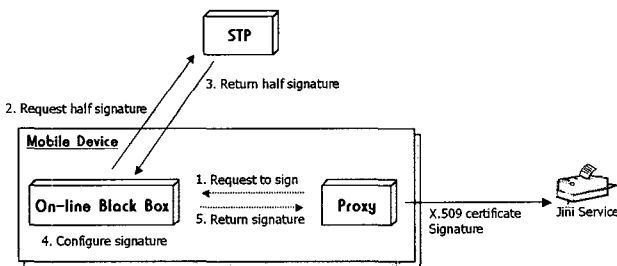 STP
3. Return half signature
2. Request half signature
Mobile Device
1. Request to sign
On-line Black Box
Proxy
5. Return signature
X.509 certificate
Signature
Jini Service
4. Configure signature